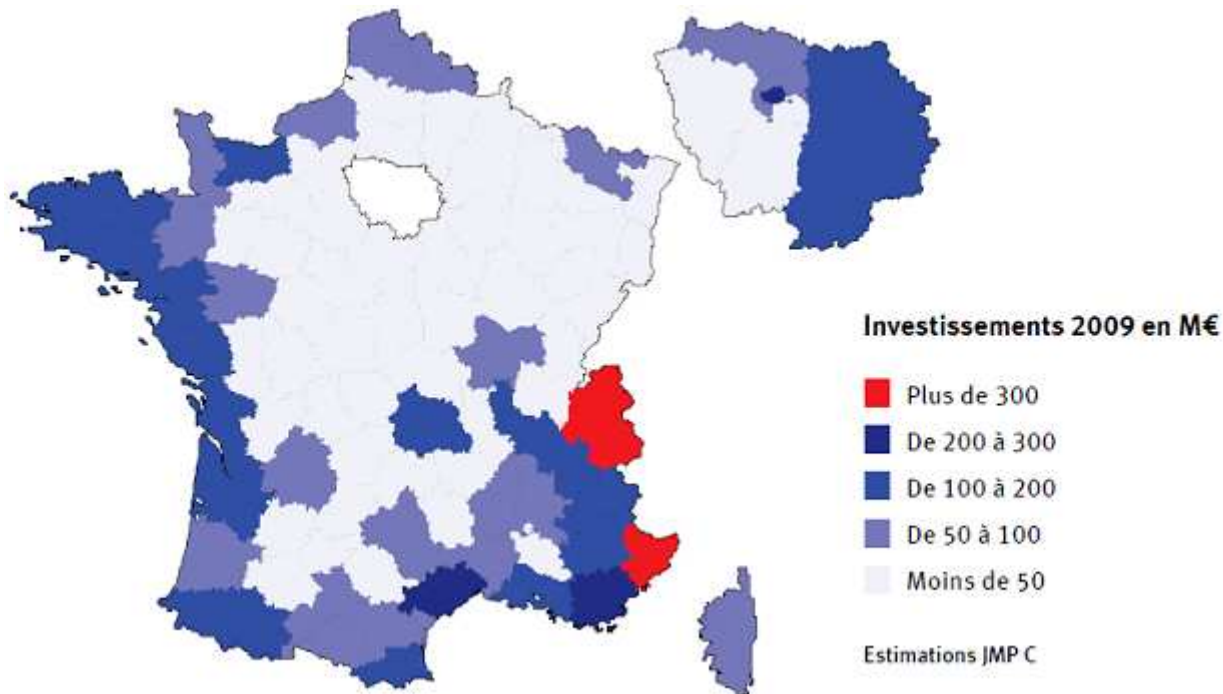 Investissements 2009 en M€
Plus de 300
De 200 à 300
De 100 à 200
De 50 à 100
Moins de 50
Estimations JMP C